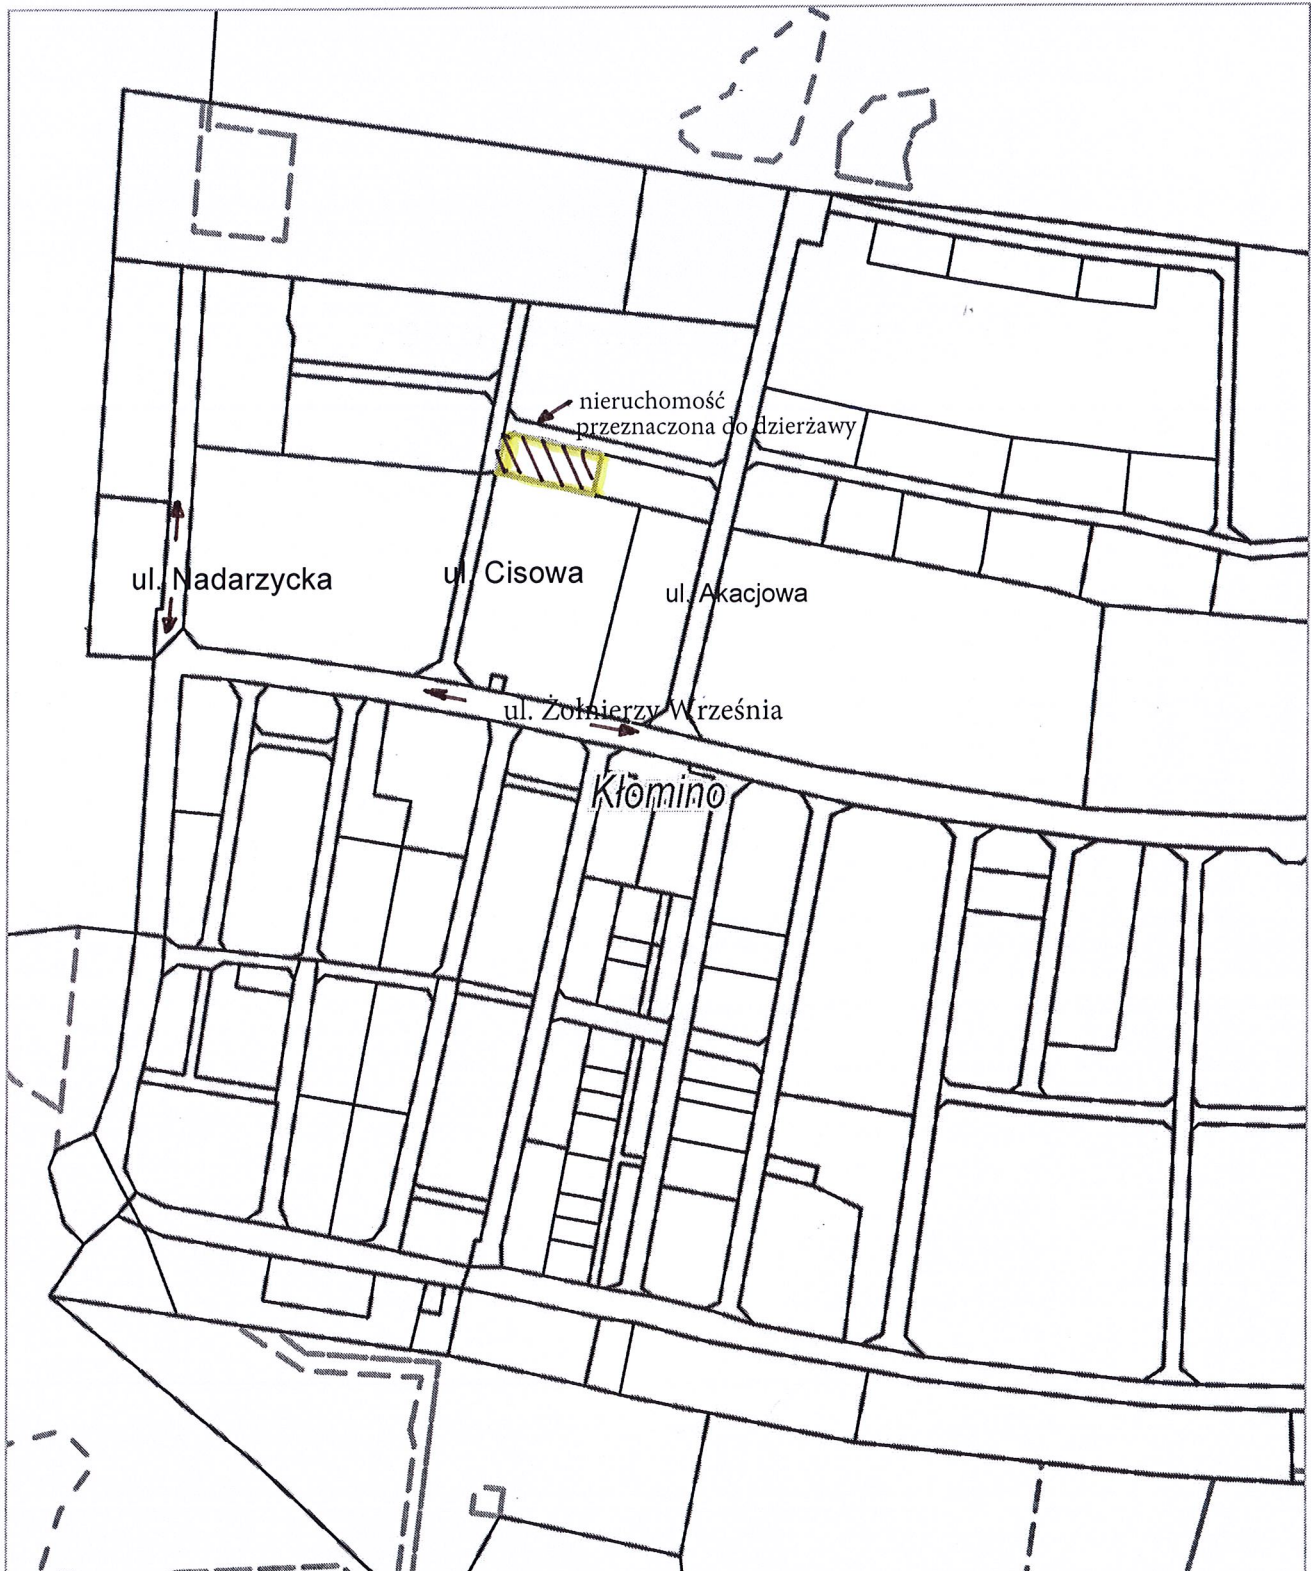 nieruchomość
przeznaczona do dzierżawy
ul. Nadarzycka
ul. Cisowa
ul. Akacjowa
ul. Żołnierzy Września
Kłomino